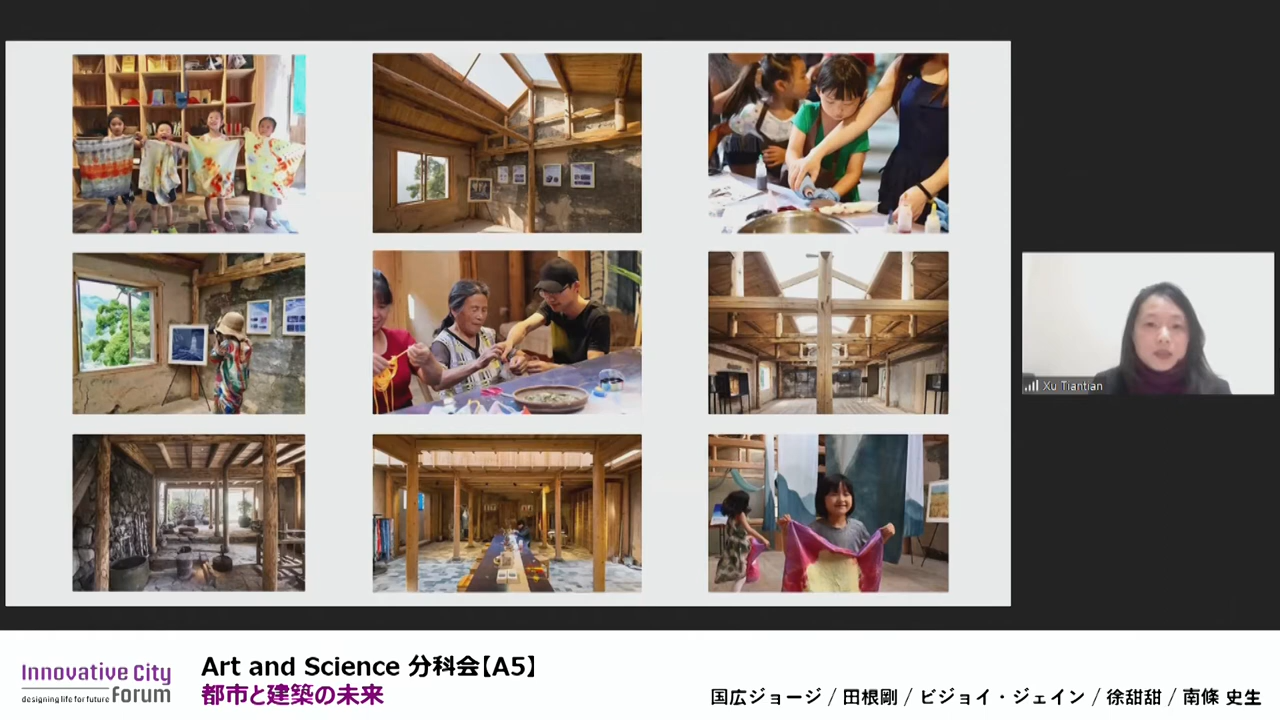 Xu Tiantian
Innovative City
designing life for future Forum
Art and Science 分科会【A5】
都市と建築の未来
国広ジョージ / 田根剛 / ビジョイ・ジェイン / 徐甜甜 / 南條 史生